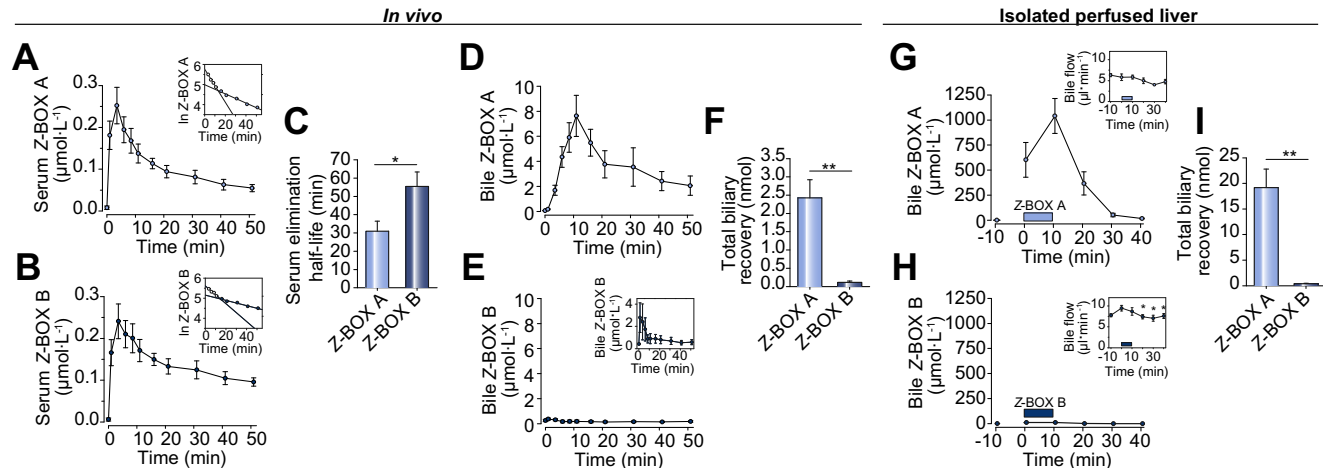 In vivo
Isolated perfused liver
A
Serum Z-BOX A
(µmol·L-1)
0.3
0.2
0.1
0.0
0 10 20 30 40 50
Time (min)
ln Z-BOX A
6
5
4
0 20 40
Time (min)
B
Serum Z-BOX B
(µmol·L-1)
0.3
0.2
0.1
0.0
0 10 20 30 40 50
Time (min)
ln Z-BOX B
6
5
4
0 20 40
Time (min)
C
Serum elimination
half-life (min)
70
60
50
40
30
20
10
0
*
Z-BOX A
Z-BOX B
D
Bile Z-BOX A
(µmol·L-1)
10
8
6
4
2
0
0 10 20 30 40 50
Time (min)
E
Bile Z-BOX B
(µmol·L-1)
10
8
6
4
2
0
0 10 20 30 40 50
Time (min)
Bile Z-BOX B
(µmol·L-1)
4
2
0
0 10 20 30 40 50
Time (min)
F
Total biliary
recovery (nmol)
3.5
3.0
2.5
2.0
1.5
1.0
0.5
0.0
**
Z-BOX A
Z-BOX B
G
Bile Z-BOX A
(µmol·L-1)
1250
1000
750
500
250
0
-10 0 10 20 30 40
Time (min)
Z-BOX A
Bile flow
(µl·min-1)
10
5
0
-10 10 30
Time (min)
H
Bile Z-BOX B
(µmol·L-1)
1250
1000
750
500
250
0
-10 0 10 20 30 40
Time (min)
Z-BOX B
Bile flow
(µl·min-1)
10
5
0
* * *
-10 10 30
Time (min)
I
Total biliary
recovery (nmol)
20
15
10
5
0
**
Z-BOX A
Z-BOX B